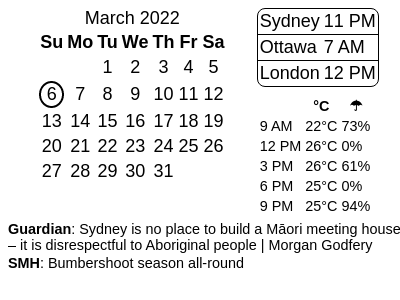 March 2022
Su Mo Tu We Th Fr Sa
1 2 3 4 5
6 7 8 9 10 11 12
13 14 15 16 17 18 19
20 21 22 23 24 25 26
27 28 29 30 31
Sydney 11 PM
Ottawa 7 AM
London 12 PM
°C ☂
9 AM 22°C 73%
12 PM 26°C 0%
3 PM 26°C 61%
6 PM 25°C 0%
9 PM 25°C 94%
Guardian: Sydney is no place to build a Māori meeting house
– it is disrespectful to Aboriginal people | Morgan Godfery
SMH: Bumbershoot season all-round